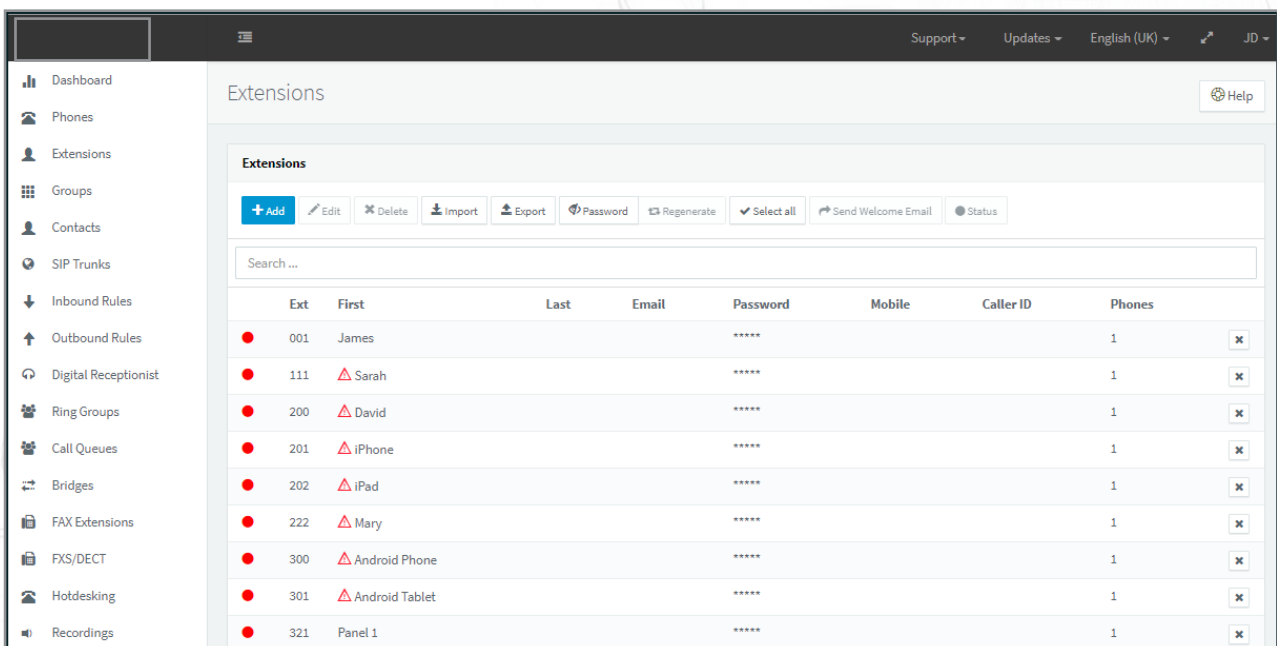 Support Updates English (UK) JD
Dashboard
Phones
Extensions
Groups
Contacts
SIP Trunks
Inbound Rules
Outbound Rules
Digital Receptionist
Ring Groups
Call Queues
Bridges
FAX Extensions
FXS/DECT
Hotdesking
Recordings
Extensions
Help
Extensions
Add Edit Delete Import Export Password Regenerate Select all Send Welcome Email Status
Search ...
Ext First Last Email Password Mobile Caller ID Phones
001 James ***** 1
111 Sarah ***** 1
200 David ***** 1
201 iPhone ***** 1
202 iPad ***** 1
222 Mary ***** 1
300 Android Phone ***** 1
301 Android Tablet ***** 1
321 Panel 1 ***** 1